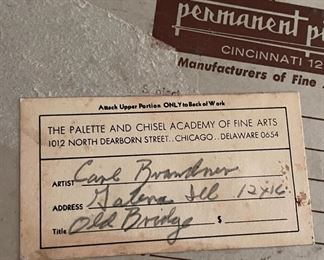 permanent
CINCINNATI 12
Manufacturers of Fine
Attach Upper Portion ONLY to Back of Work
THE PALETTE AND CHISEL ACADEMY OF FINE ARTS
1012 NORTH DEARBORN STREET.. CHICAGO.. DELAWARE 0654
ARTIST Carl Brandner
ADDRESS Galena Ill 12x16
Title Old Bridge $